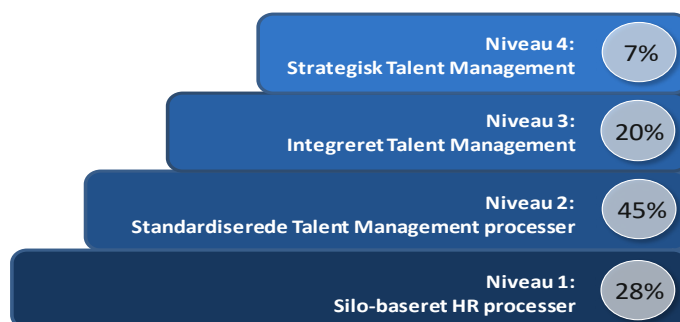 Niveau 4:
Strategisk Talent Management
7%
Niveau 3:
Integreret Talent Management
20%
Niveau 2:
Standardiserede Talent Management processer
45%
Niveau 1:
Silo-baseret HR processer
28%